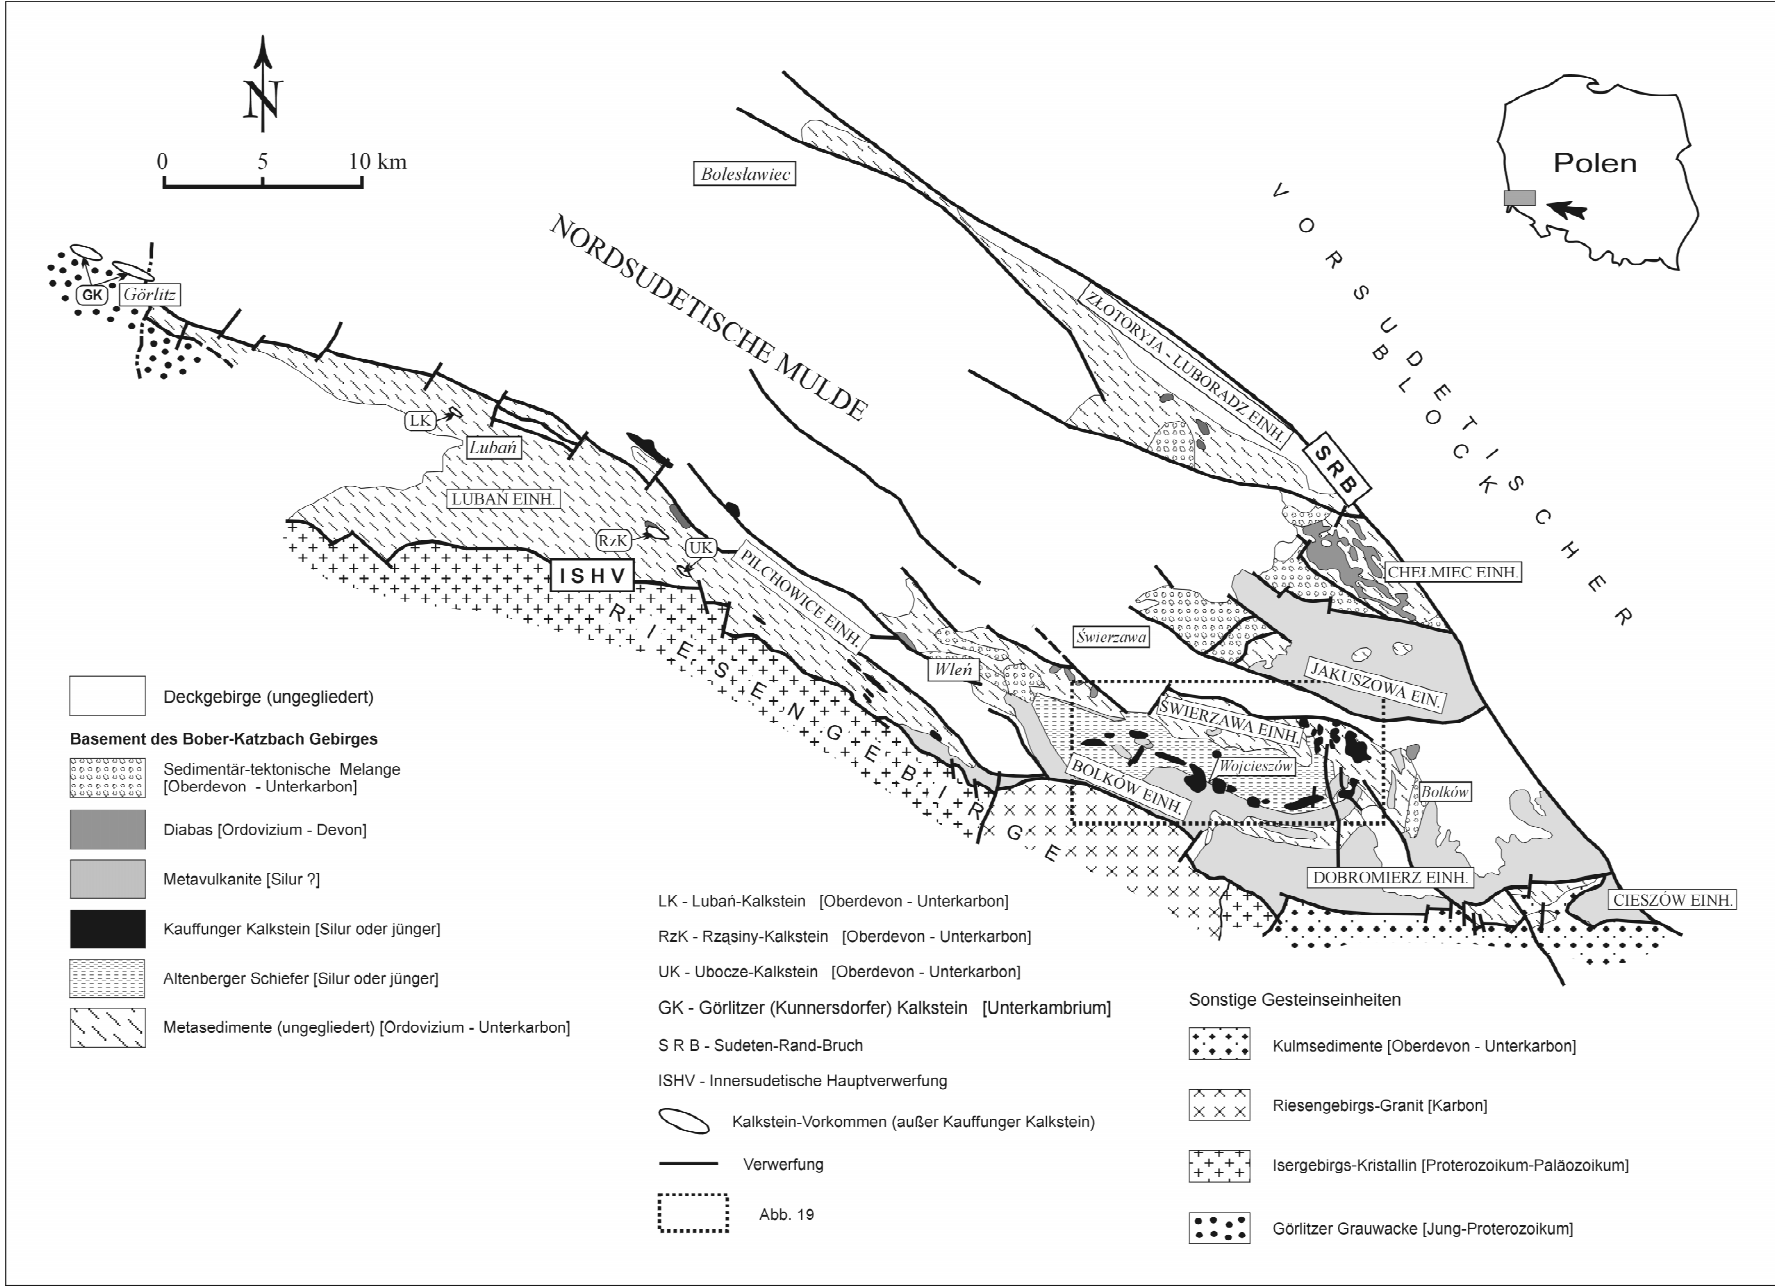 N
0 5 10 km
Polen
Bolesławiec
VORSUDETISCHER
BLOCK
NORDSUDETISCHE MULDE
GK
Görlitz
ZŁOTORYJA - LUBORADZ EINH.
LK
Lubań
SRB
LUBAŃ EINH.
RzK
UK
ISHV
PILCHOWICE EINH.
CHEŁMIEC EINH.
RIESENGEBIRGE
Świerzawa
Wleń
JAKUSZOWA EIN.
ŚWIERZAWA EINH.
Wojcieszów
BOLKÓW EINH.
Bolków
DOBROMIERZ EINH.
CIESZÓW EINH.
Deckgebirge (ungegliedert)
Basement des Bober-Katzbach Gebirges
Sedimentär-tektonische Melange
[Oberdevon - Unterkarbon]
Diabas [Ordovizium - Devon]
Metavulkanite [Silur ?]
Kauffunger Kalkstein [Silur oder jünger]
Altenberger Schiefer [Silur oder jünger]
Metasedimente (ungegliedert) [Ordovizium - Unterkarbon]
LK - Lubań-Kalkstein [Oberdevon - Unterkarbon]
RzK - Rząsiny-Kalkstein [Oberdevon - Unterkarbon]
UK - Ubocze-Kalkstein [Oberdevon - Unterkarbon]
GK - Görlitzer (Kunnersdorfer) Kalkstein [Unterkambrium]
S R B - Sudeten-Rand-Bruch
ISHV - Innersudetische Hauptverwerfung
Kalkstein-Vorkommen (außer Kauffunger Kalkstein)
Verwerfung
Abb. 19
Sonstige Gesteinseinheiten
Kulmsedimente [Oberdevon - Unterkarbon]
Riesengebirgs-Granit [Karbon]
Isergebirgs-Kristallin [Proterozoikum-Paläozoikum]
Görlitzer Grauwacke [Jung-Proterozoikum]